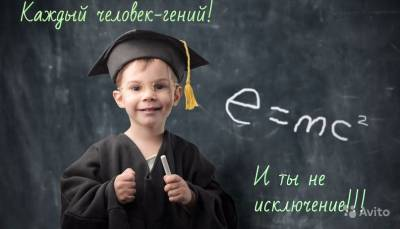 Каждый человек-гений!
e=mc²
И ты не
исключение!!!
Avito